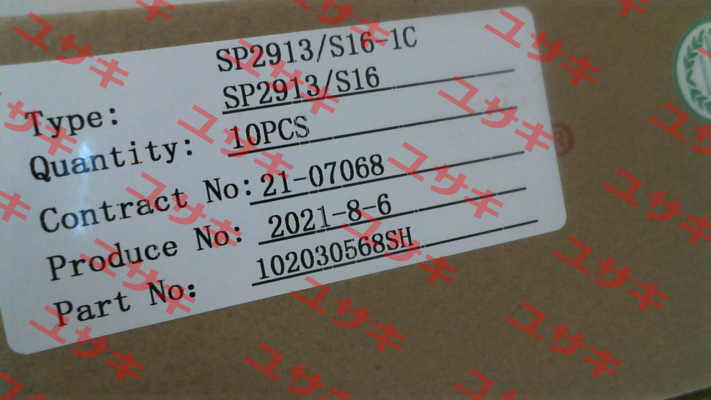 SP2913/S16-1C
Type: SP2913/S16
Quantity: 10PCS
Contract No: 21-07068
Produce No: 2021-8-6
Part No: 102030568SH
ユサキ